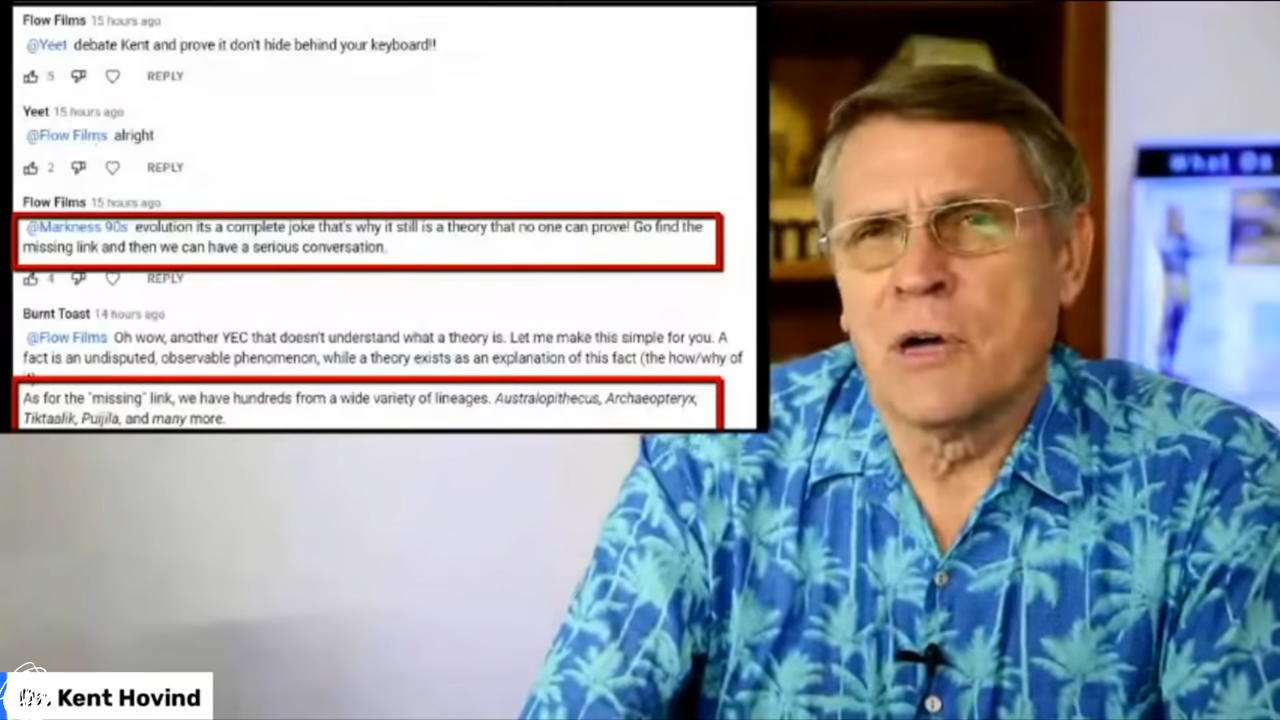 Flow Films 15 hours ago
@Yeet debate Kent and prove it don't hide behind your keyboard!!
5 REPLY
Yeet 15 hours ago
@Flow Films alright
2 REPLY
Flow Films 15 hours ago
@Markness 90s evolution its a complete joke that's why it still is a theory that no one can prove! Go find the
missing link and then we can have a serious conversation.
4 REPLY
Burnt Toast 14 hours ago
@Flow Films Oh wow, another YEC that doesn't understand what a theory is. Let me make this simple for you. A
fact is an undisputed, observable phenomenon, while a theory exists as an explanation of this fact (the how/why of
As for the "missing" link, we have hundreds from a wide variety of lineages. Australopithecus, Archaeopteryx,
Tiktaalik, Puijila, and many more.
What On
Kent Hovind